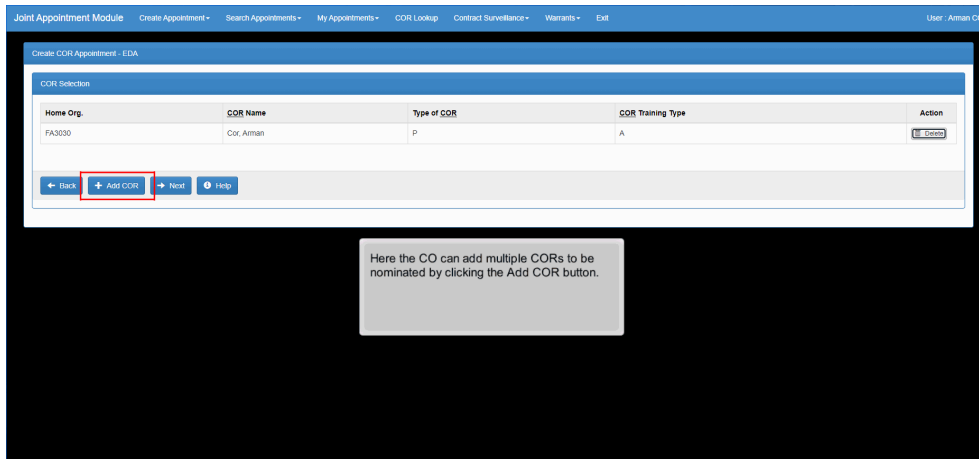 Joint Appointment Module Create Appointment Search Appointments My Appointments COR Lookup Contract Surveillance Warrants Exit User : Arman
Create COR Appointment - EDA
COR Selection
Home Org. COR Name Type of COR COR Training Type Action
FA3030 Cor, Arman P A Delete
Back Add COR Next Help
Here the CO can add multiple CORs to be
nominated by clicking the Add COR button.